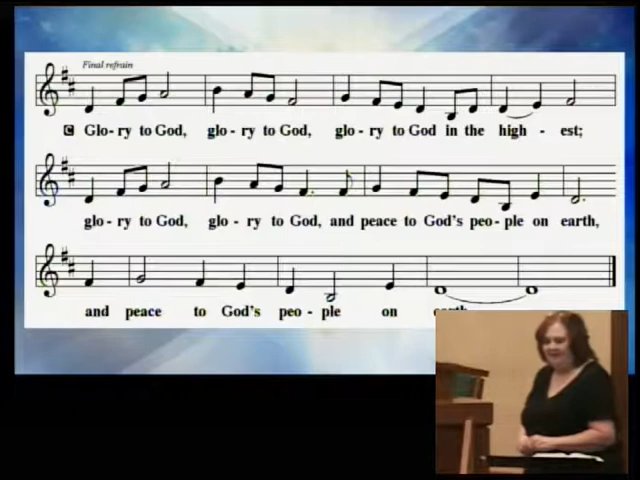 Final refrain
C Glo-ry to God, glo-ry to God, glo-ry to God in the high-est;
glo-ry to God, glo-ry to God, and peace to God's peo-ple on earth,
and peace to God's peo-ple on